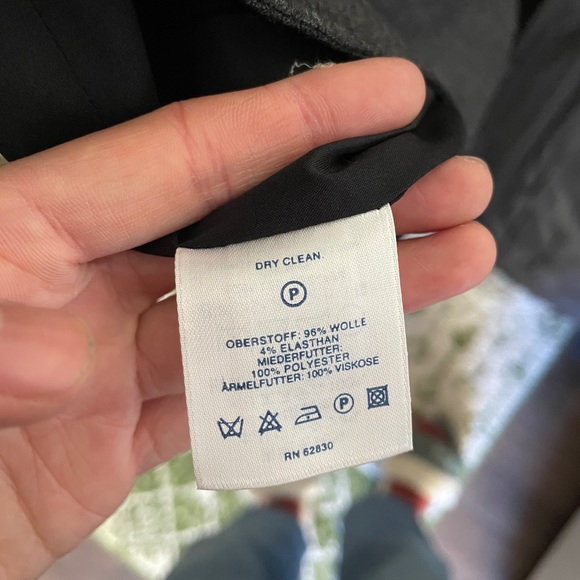 DRY CLEAN.
P
OBERSTOFF: 96% WOLLE
4% ELASTHAN
MIEDERFUTTER:
100% POLYESTER
ÄRMELFUTTER: 100% VISKOSE
P
RN 62830